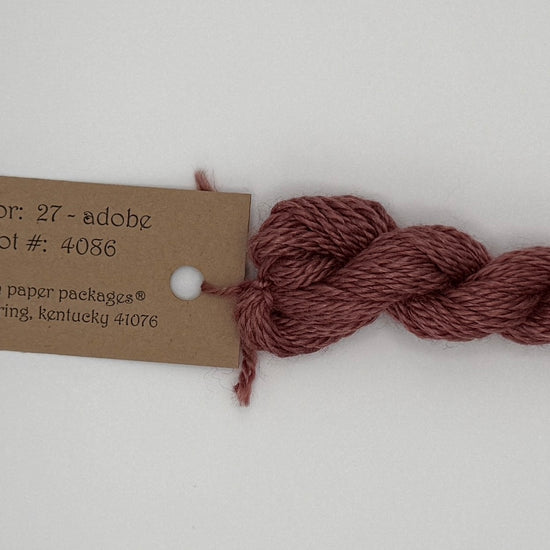 or: 27 - adobe
ot #: 4086
paper packages®
ring, kentucky 41076